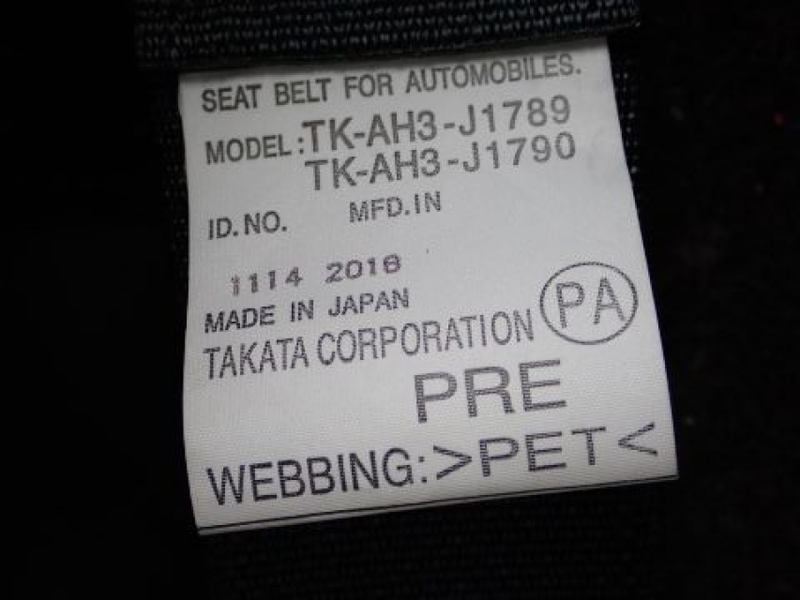 SEAT BELT FOR AUTOMOBILES.
MODEL: TK-AH3-J1789
TK-AH3-J1790
ID.NO. MFD.IN
1114 2016
MADE IN JAPAN
TAKATA CORPORATION PA
PRE
WEBBING:>PET<